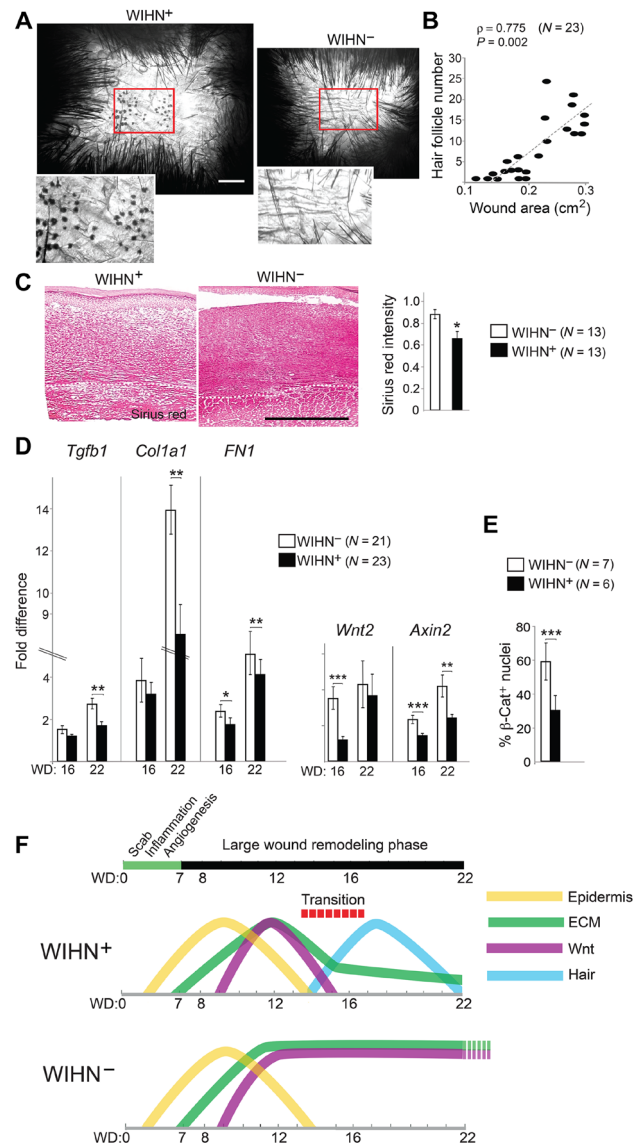 A
WIHN+
WIHN−
B
ρ = 0.775 (N = 23)
P = 0.002
Hair follicle number
30
25
20
15
10
5
0.1
0.2
0.3
Wound area (cm2)
C
WIHN+
WIHN−
Sirius red
Sirius red intensity
1.0
0.8
0.6
0.4
0.2
0
*
WIHN− (N = 13)
WIHN+ (N = 13)
D
Tgfb1
Col1a1
FN1
Fold difference
14
12
10
9
4
2
**
**
*
**
WIHN− (N = 21)
WIHN+ (N = 23)
WD: 16 22 16 22 16 22
Wnt2
Axin2
***
***
**
16 22 16 22
E
WIHN− (N = 7)
WIHN+ (N = 6)
% β-Cat+ nuclei
80
60
40
20
0
***
F
Scab
Inflammation
Angiogenesis
Large wound remodeling phase
WD:0 7 8 12 16 22
Transition
WIHN+
WD:0 7 8 12 16 22
Epidermis
ECM
Wnt
Hair
WIHN−
WD:0 7 8 12 16 22